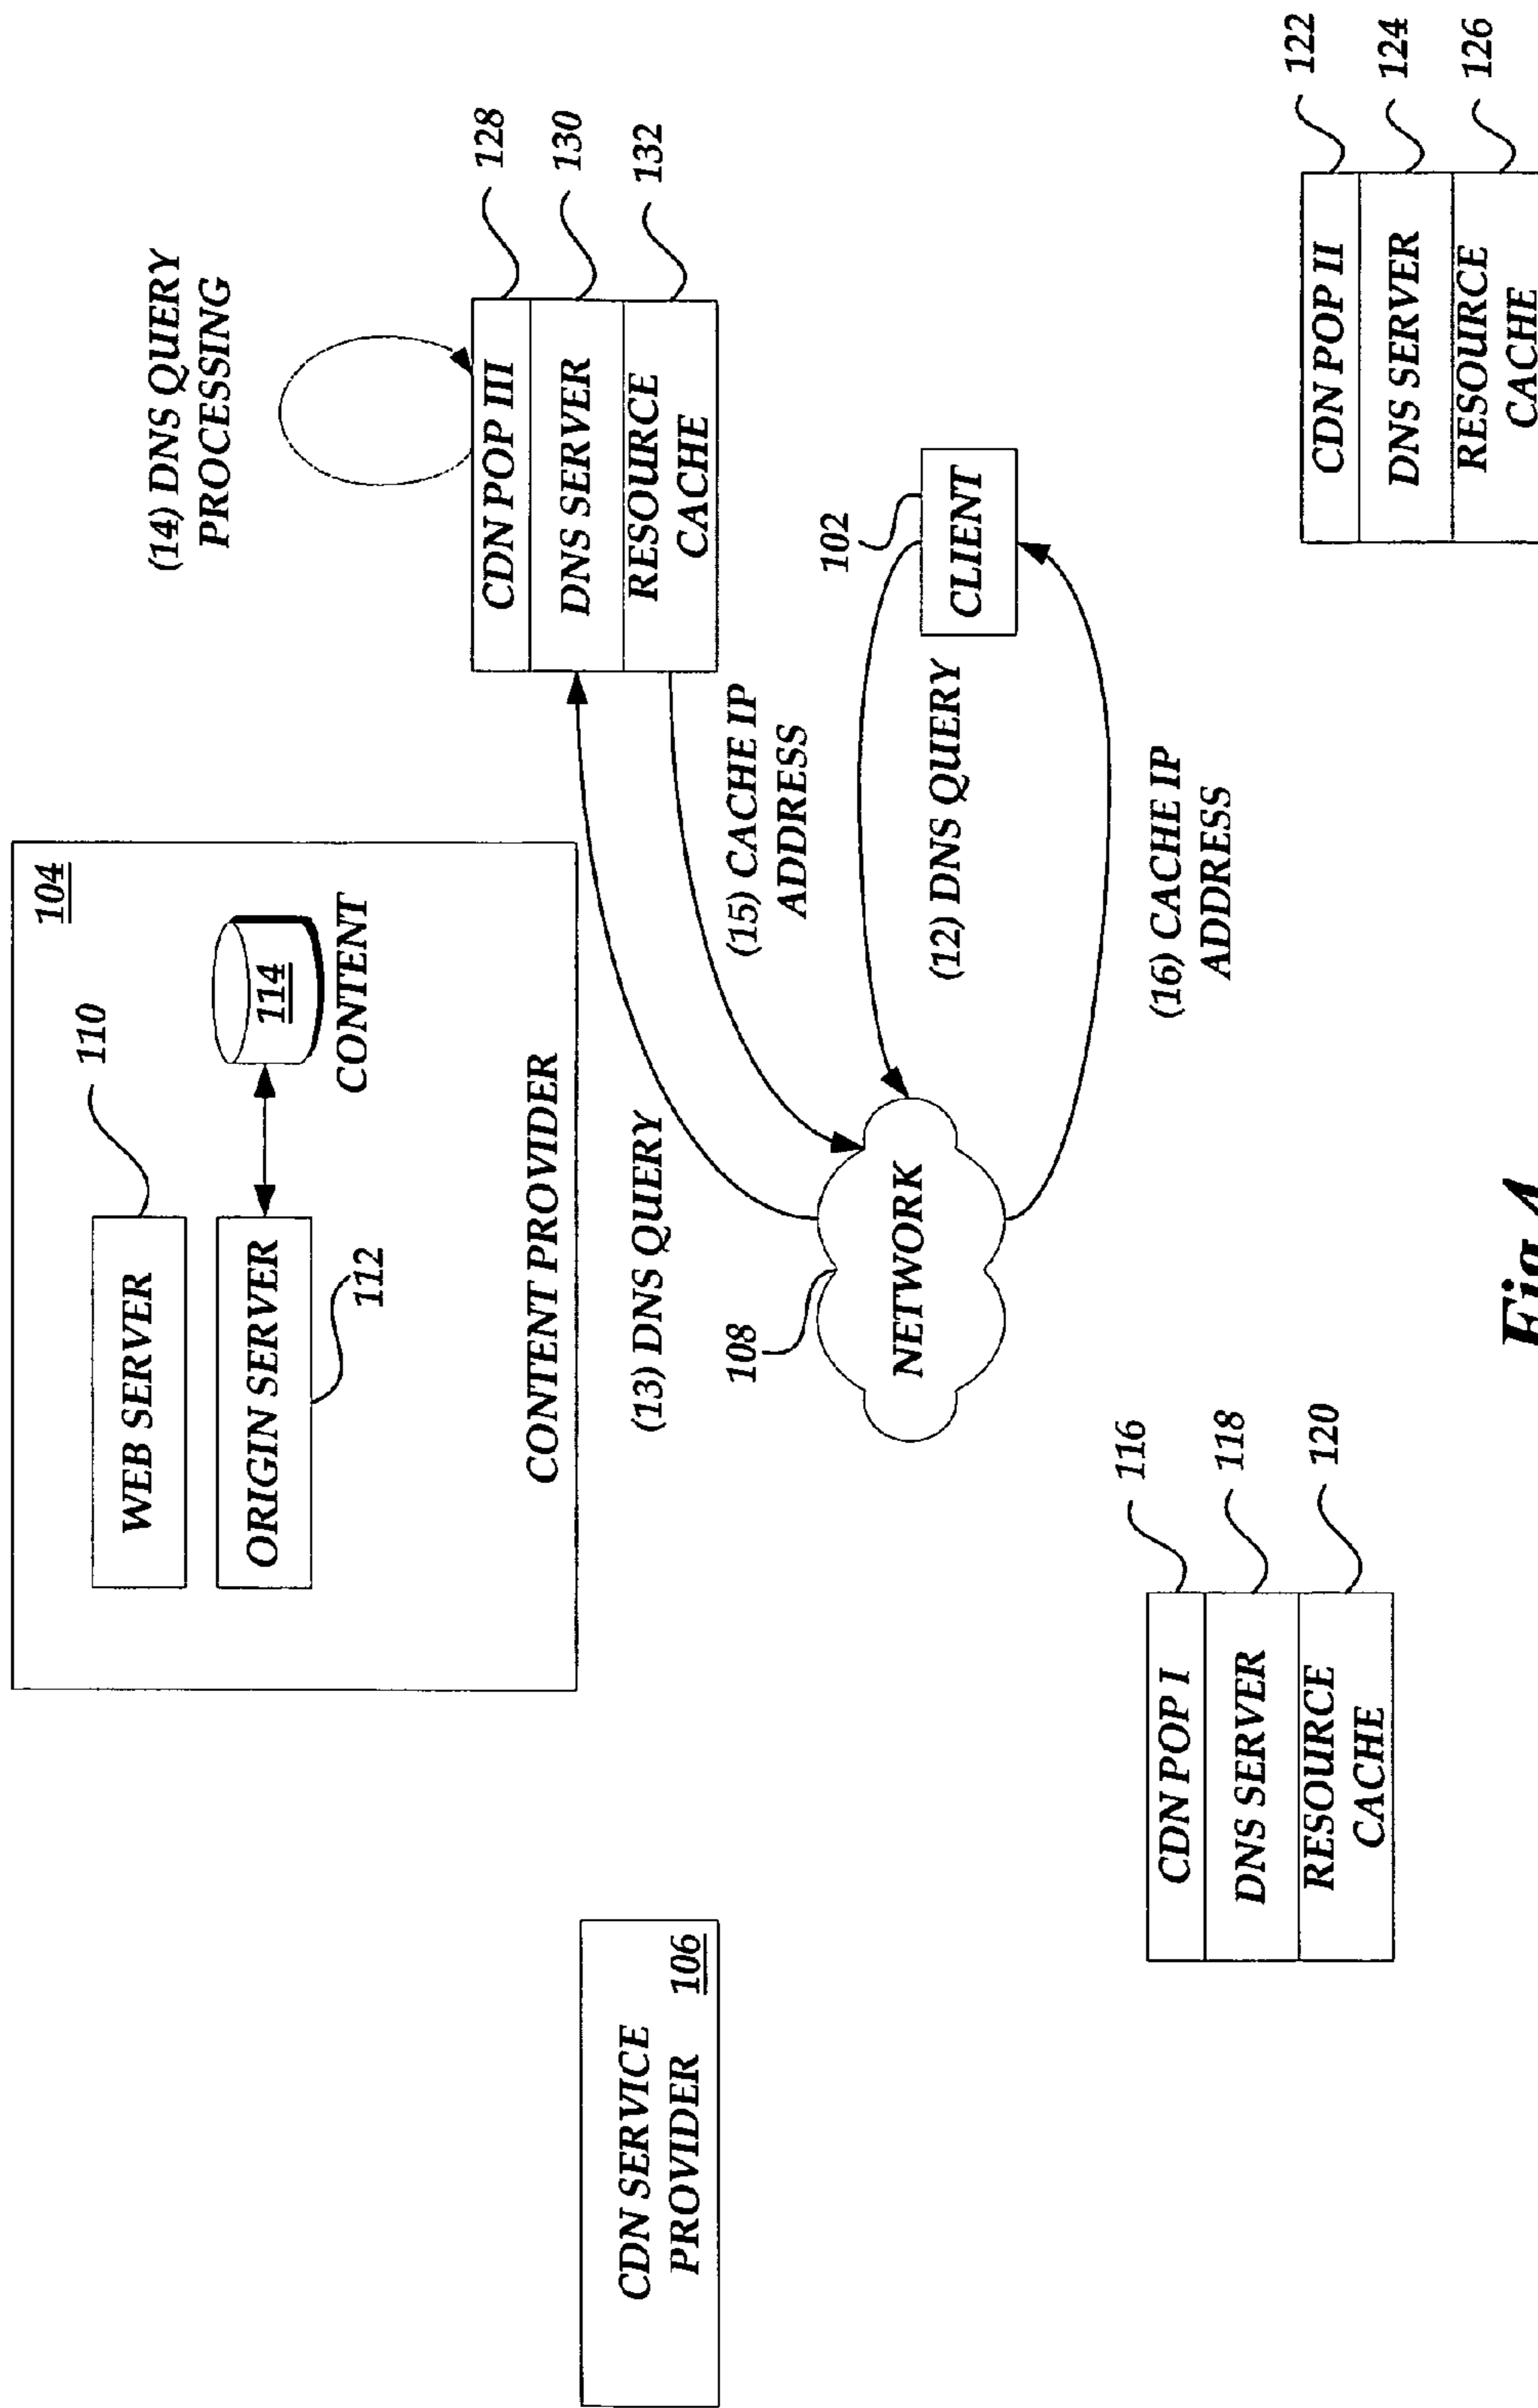 104
WEB SERVER
110
ORIGIN SERVER
112
114
CONTENT
CONTENT PROVIDER
(14) DNS QUERY
PROCESSING
CDN POP III
DNS SERVER
RESOURCE
CACHE
128
130
132
CDN SERVICE
PROVIDER
106
(13) DNS QUERY
(15) CACHE IP
ADDRESS
108
NETWORK
(12) DNS QUERY
102
CLIENT
(16) CACHE IP
ADDRESS
CDN POP I
DNS SERVER
RESOURCE
CACHE
116
118
120
CDN POP II
DNS SERVER
RESOURCE
CACHE
122
124
126
Fig.4.